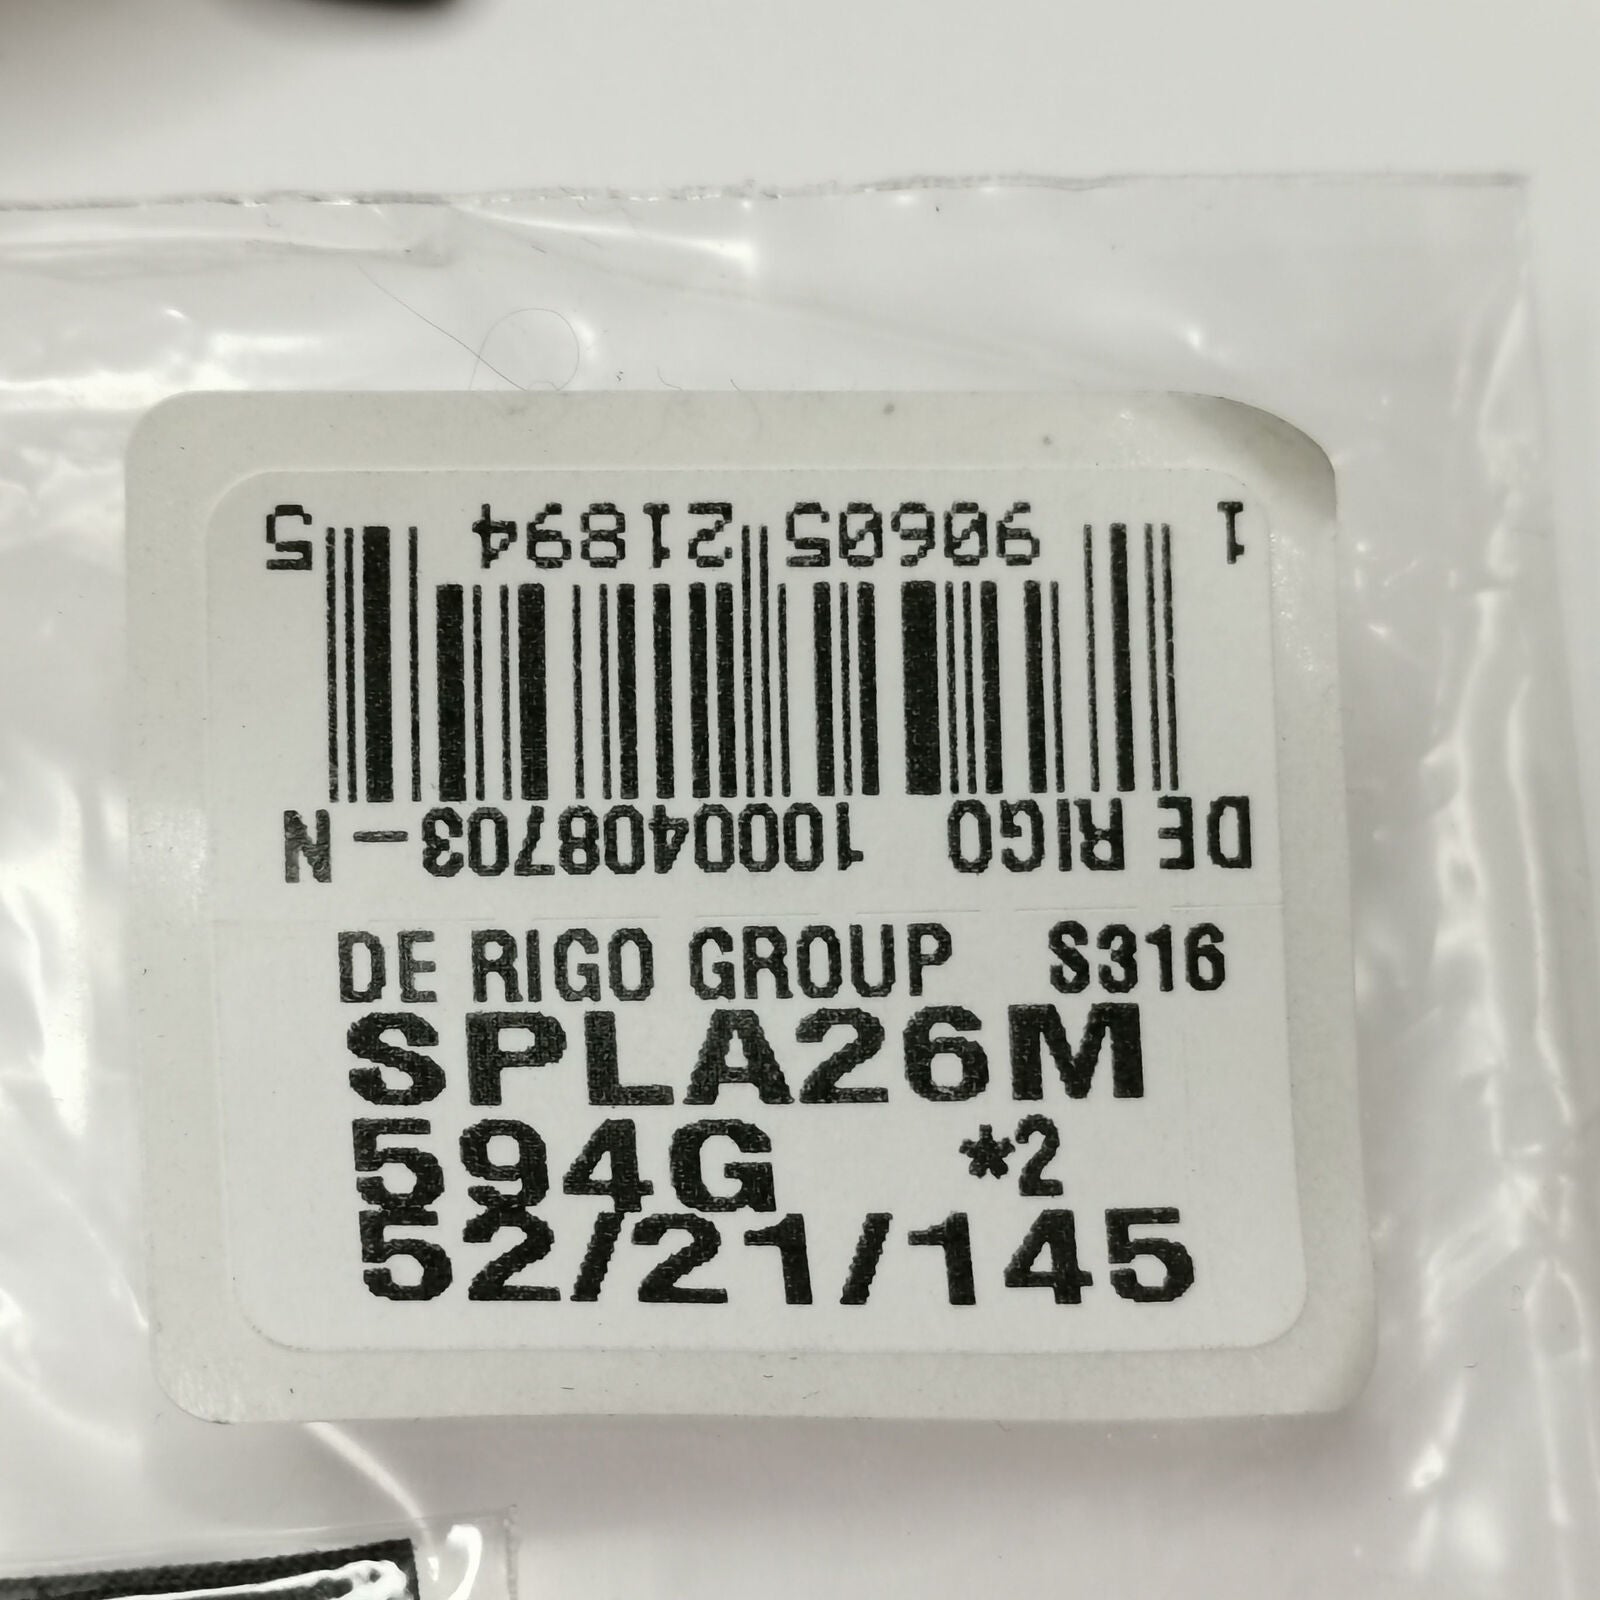 DE RIGO 1000408703-N
1 90605 21894 5
DE RIGO GROUP S316
SPLA26M
594G *2
52/21/145